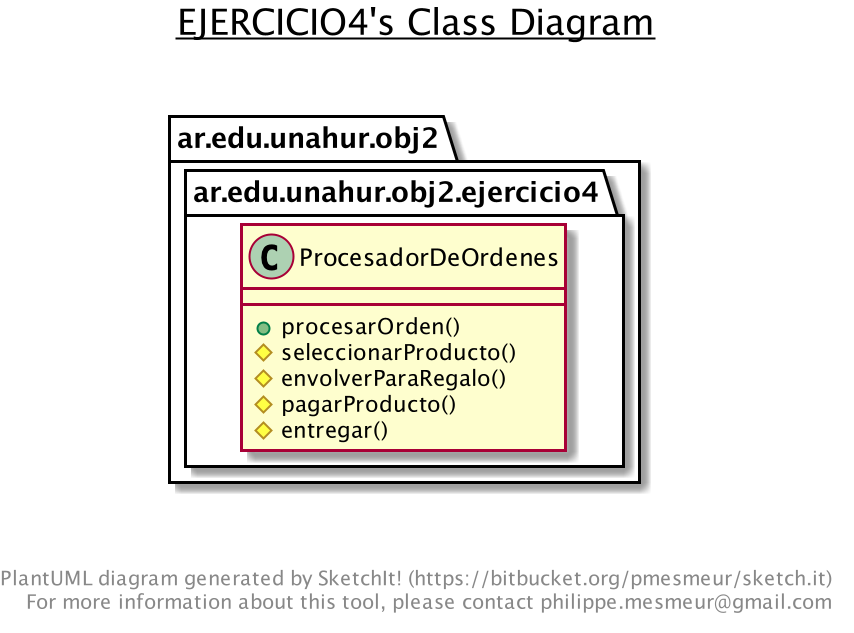 EJERCICIO4's Class Diagram
ar.edu.unahur.obj2
ar.edu.unahur.obj2.ejercicio4
C ProcesadorDeOrdenes
procesarOrden()
seleccionarProducto()
envolverParaRegalo()
pagarProducto()
entregar()
PlantUML diagram generated by SketchIt! (https://bitbucket.org/pmesmeur/sketch.it)
For more information about this tool, please contact philippe.mesmeur@gmail.com